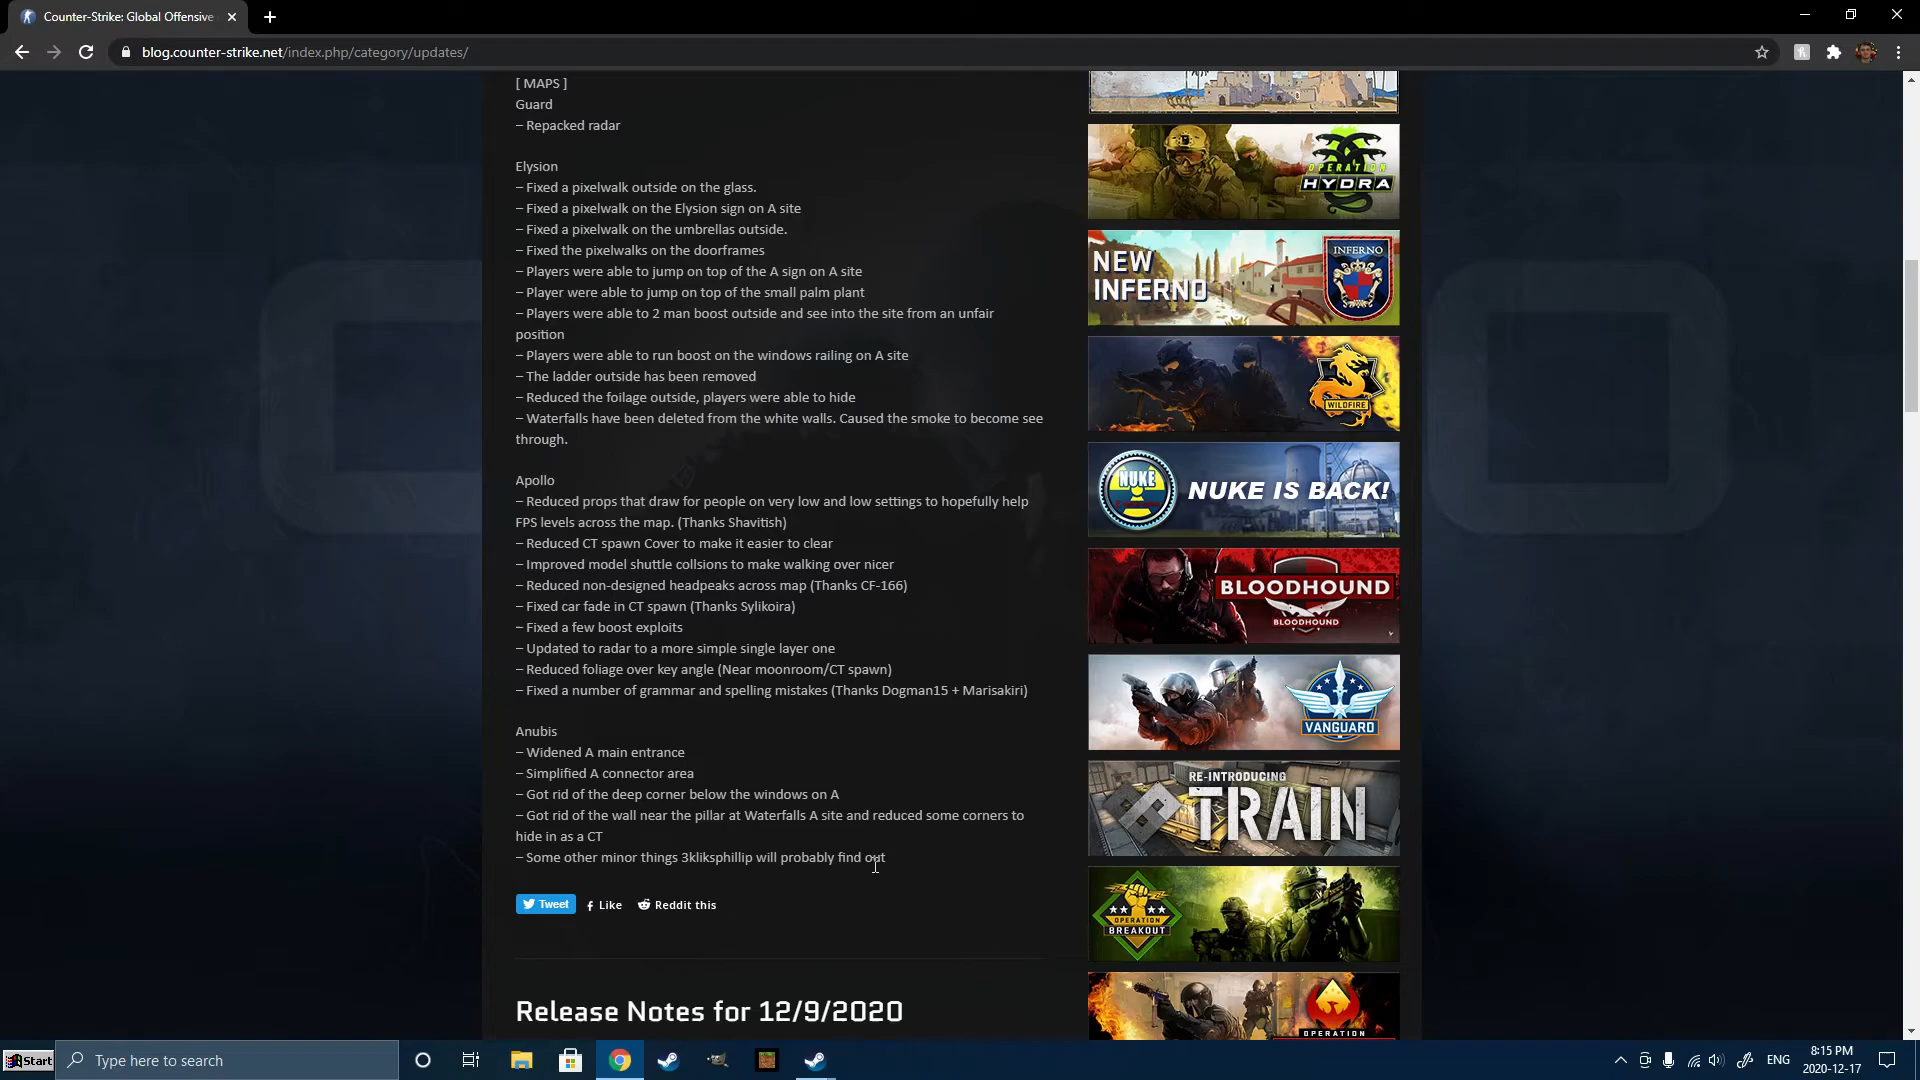 Counter-Strike: Global Offensive
blog.counter-strike.net/index.php/category/updates/
[ MAPS ]
Guard
– Repacked radar
Elysion
– Fixed a pixelwalk outside on the glass.
– Fixed a pixelwalk on the Elysion sign on A site
– Fixed a pixelwalk on the umbrellas outside.
– Fixed the pixelwalks on the doorframes
– Players were able to jump on top of the A sign on A site
– Player were able to jump on top of the small palm plant
– Players were able to 2 man boost outside and see into the site from an unfair
position
– Players were able to run boost on the windows railing on A site
– The ladder outside has been removed
– Reduced the foilage outside, players were able to hide
– Waterfalls have been deleted from the white walls. Caused the smoke to become see
through.
Apollo
– Reduced props that draw for people on very low and low settings to hopefully help
FPS levels across the map. (Thanks Shavitish)
– Reduced CT spawn Cover to make it easier to clear
– Improved model shuttle collsions to make walking over nicer
– Reduced non-designed headpeaks across map (Thanks CF-166)
– Fixed car fade in CT spawn (Thanks Sylikoira)
– Fixed a few boost exploits
– Updated to radar to a more simple single layer one
– Reduced foliage over key angle (Near moonroom/CT spawn)
– Fixed a number of grammar and spelling mistakes (Thanks Dogman15 + Marisakiri)
Anubis
– Widened A main entrance
– Simplified A connector area
– Got rid of the deep corner below the windows on A
– Got rid of the wall near the pillar at Waterfalls A site and reduced some corners to
hide in as a CT
– Some other minor things 3kliksphillip will probably find out
Tweet Like Reddit this
Release Notes for 12/9/2020
OPERATION
HYDRA
NEW
INFERNO
INFERNO
WILDFIRE
NUKE
NUKE IS BACK!
BLOODHOUND
BLOODHOUND
VANGUARD
RE-INTRODUCING
TRAIN
OPERATION
BREAKOUT
OPERATION
Start
Type here to search
ENG
8:15 PM
2020-12-17